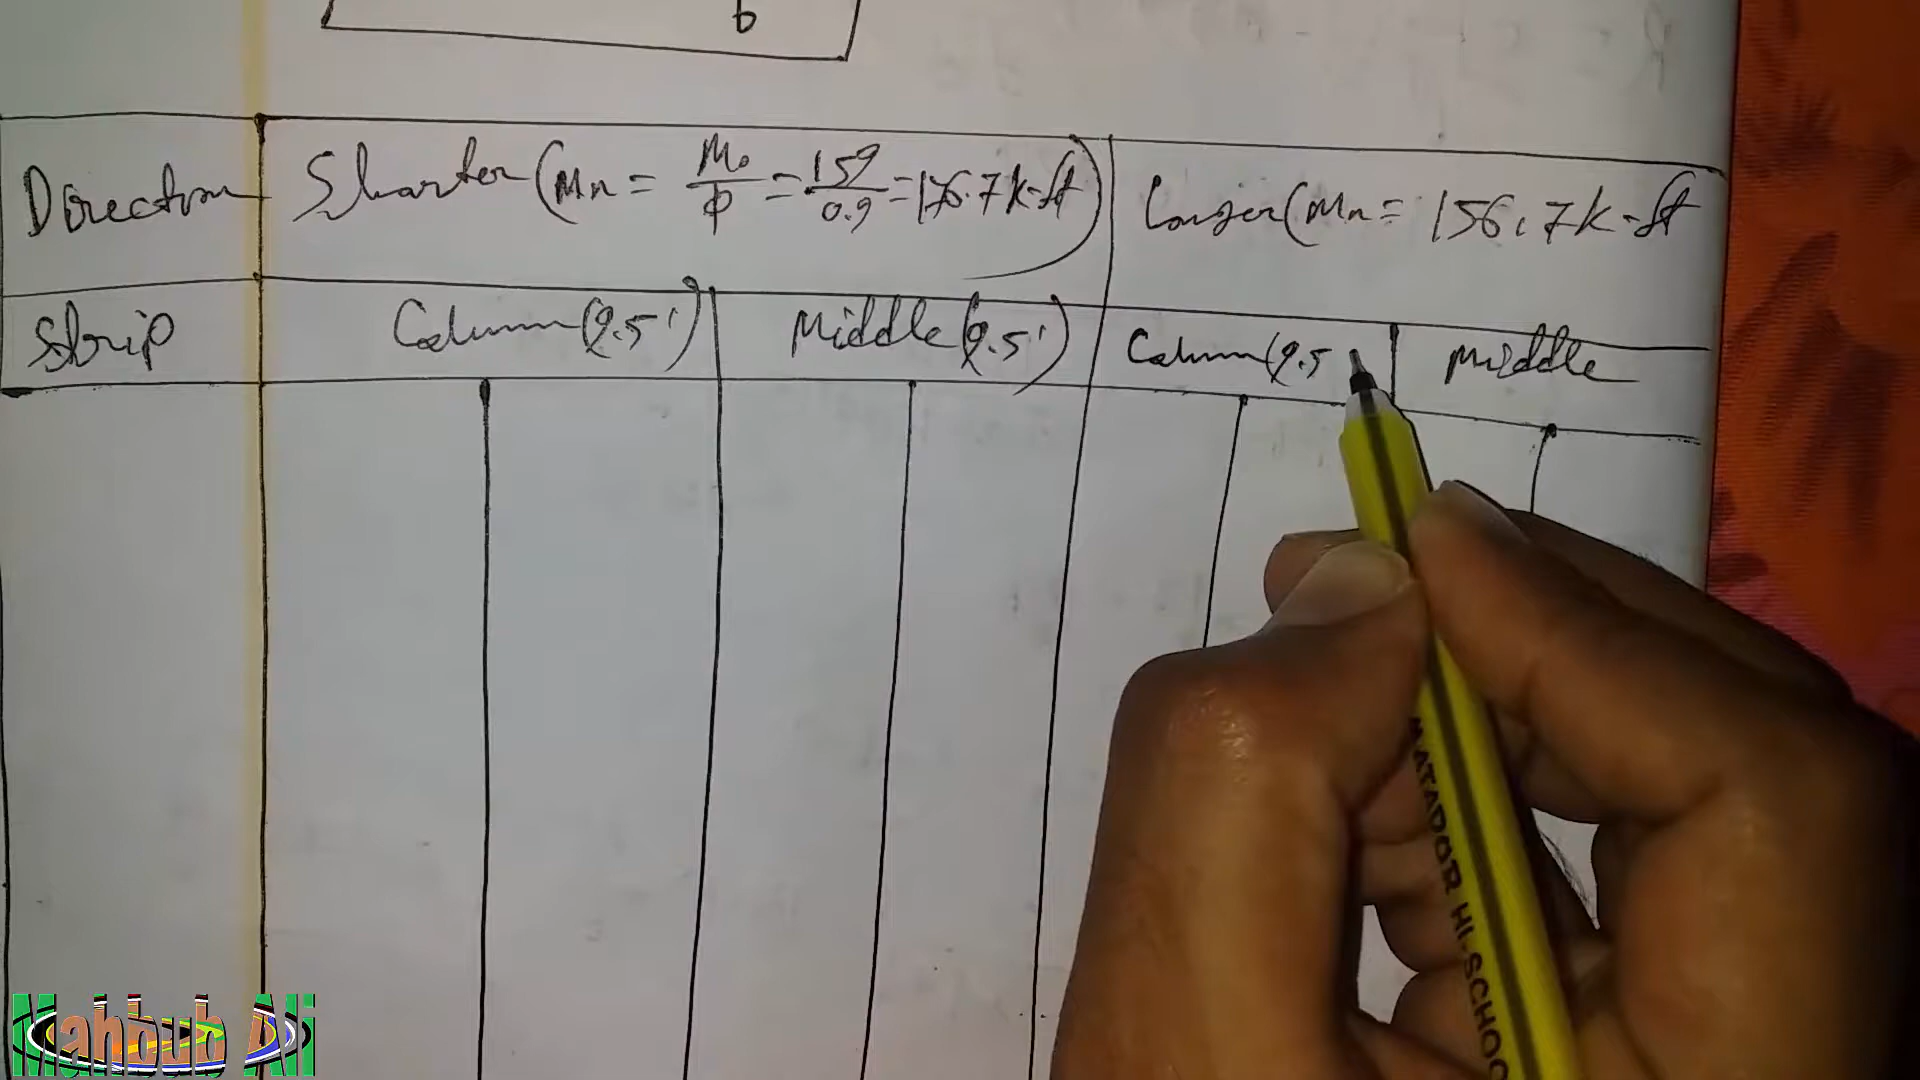 b
Direction Shorter (Mn = M₀/φ = 159/0.9 = 176.7 k-ft) Longer (Mn = 156.7 k-ft
Strip Column (9.5') Middle (9.5') Column (9.5 Middle
MATADOR HI-SCHOO
Mahbub Ali